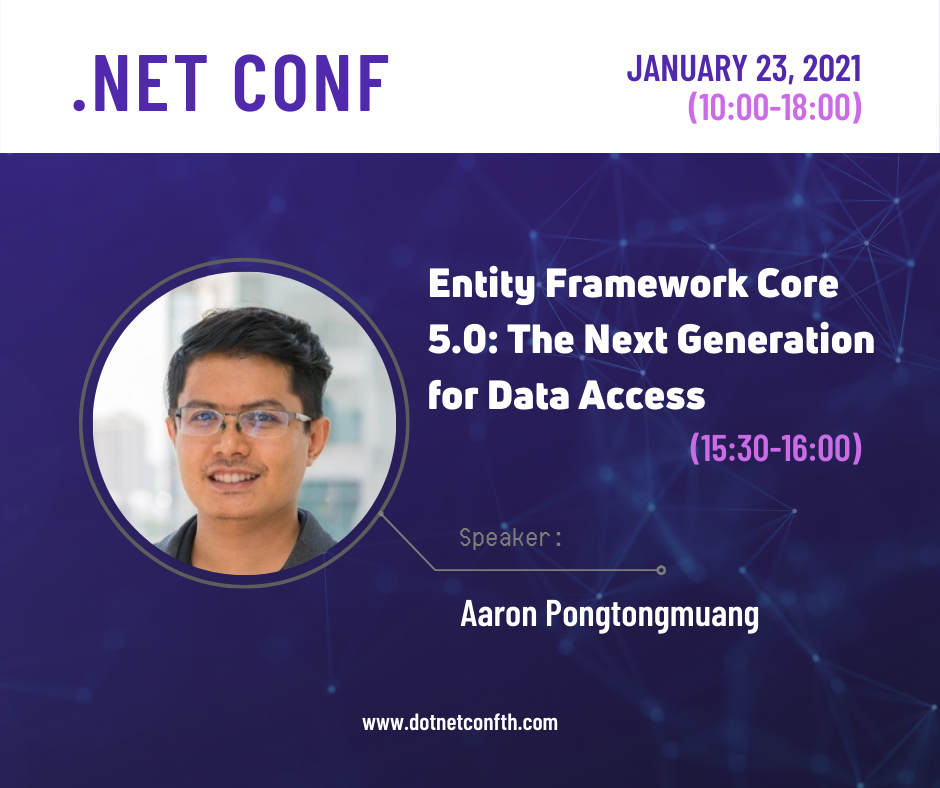 .NET CONF
JANUARY 23, 2021
(10:00-18:00)
Entity Framework Core
5.0: The Next Generation
for Data Access
(15:30-16:00)
Speaker:
Aaron Pongtongmuang
www.dotnetconfth.com